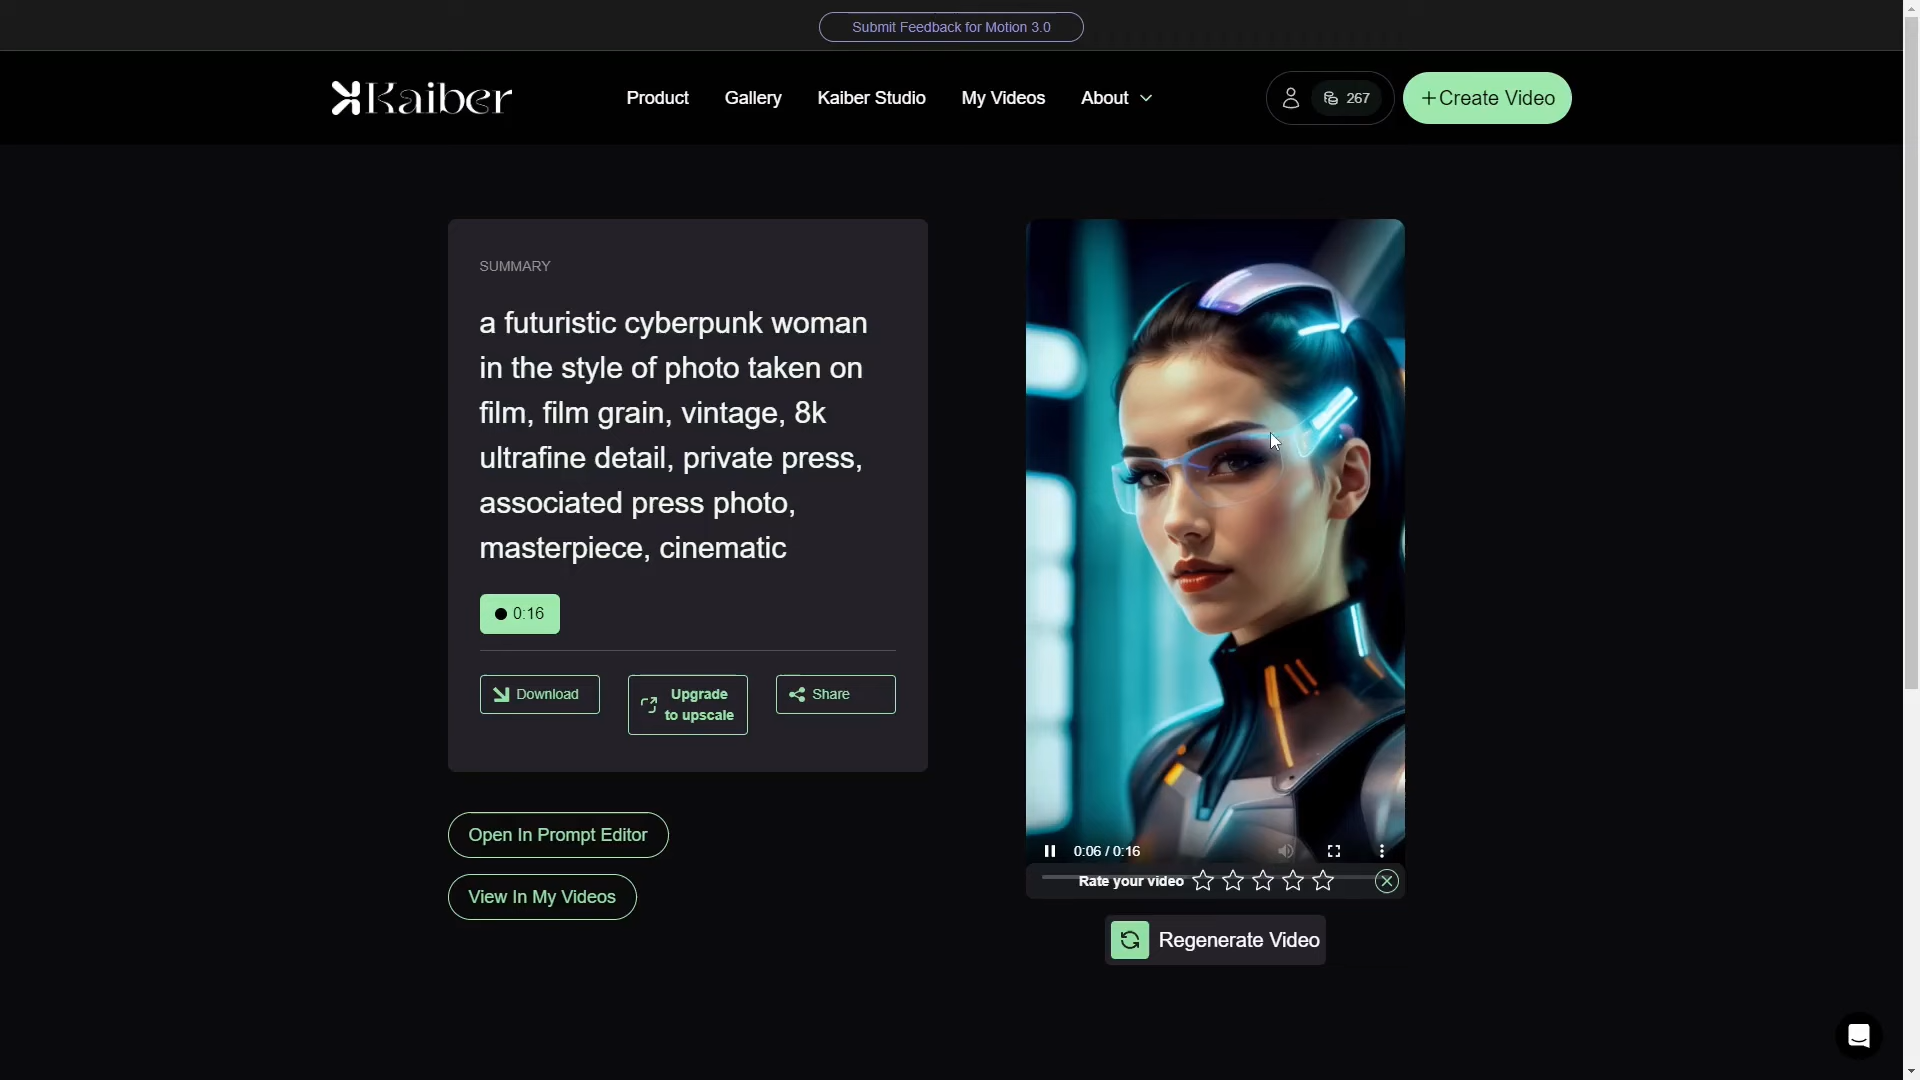 Submit Feedback for Motion 3.0
Kaiber
Product
Gallery
Kaiber Studio
My Videos
About
267
+Create Video
SUMMARY
a futuristic cyberpunk woman
in the style of photo taken on
film, film grain, vintage, 8k
ultrafine detail, private press,
associated press photo,
masterpiece, cinematic
0:16
Download
Upgrade
to upscale
Share
Open In Prompt Editor
View In My Videos
0:06 / 0:16
Rate your video
Regenerate Video